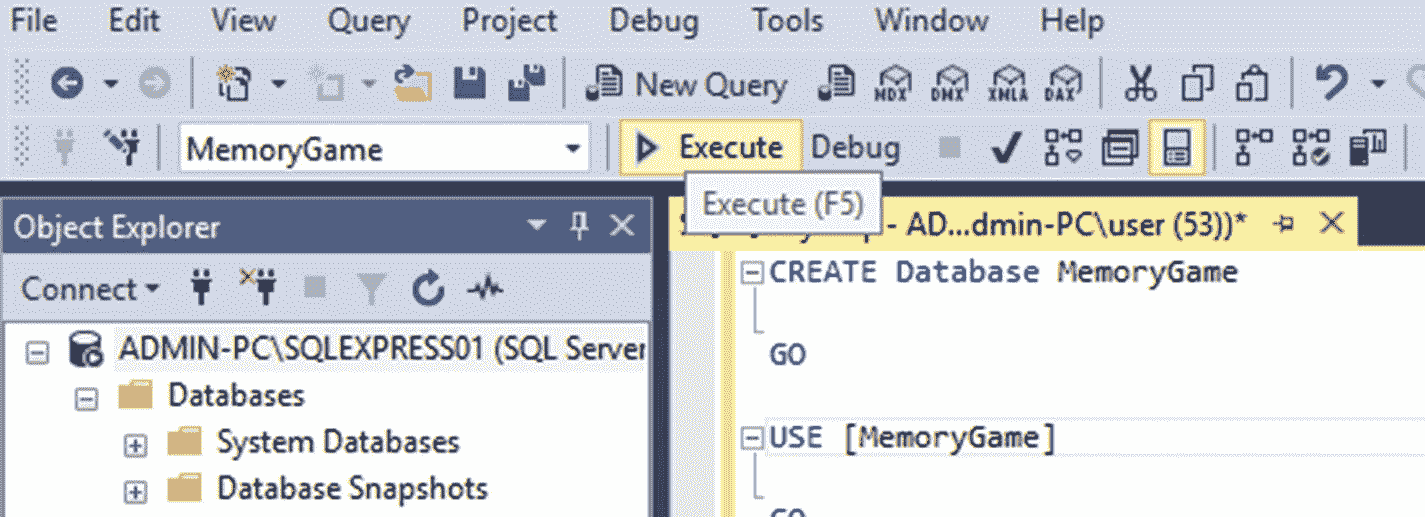 File Edit View Query Project Debug Tools Window Help
New Query MDX DMX XMLA DAX
MemoryGame Execute Debug
Execute (F5)
Object Explorer
- AD...dmin-PC\user (53))*
Connect
CREATE Database MemoryGame
GO
USE [MemoryGame]
GO
ADMIN-PC\SQLEXPRESS01 (SQL Server
Databases
System Databases
Database Snapshots